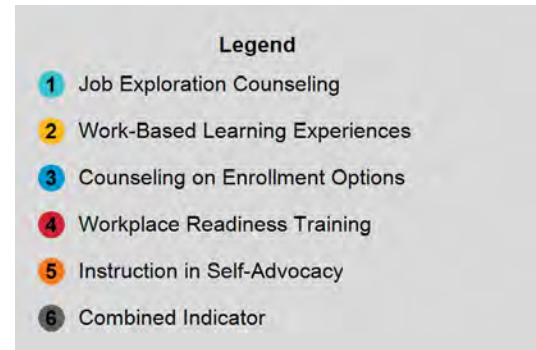 Legend
1 Job Exploration Counseling
2 Work-Based Learning Experiences
3 Counseling on Enrollment Options
4 Workplace Readiness Training
5 Instruction in Self-Advocacy
6 Combined Indicator